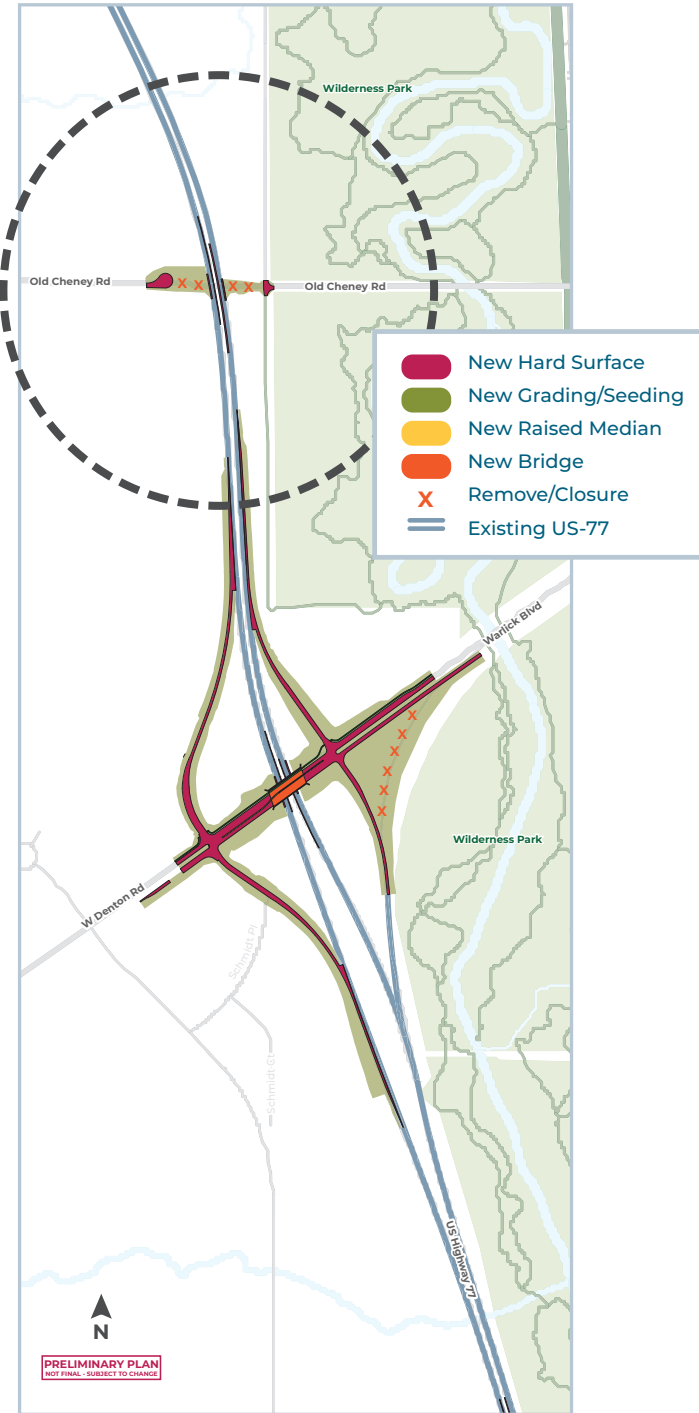 Wilderness Park
Old Cheney Rd
Old Cheney Rd
X X X X
New Hard Surface
New Grading/Seeding
New Raised Median
New Bridge
X Remove/Closure
Existing US-77
Warlick Blvd
X
X
X
X
X
X
Wilderness Park
W Denton Rd
Schmidt Pl
Schmidt Ct
US Highway 77
N
PRELIMINARY PLAN
NOT FINAL - SUBJECT TO CHANGE